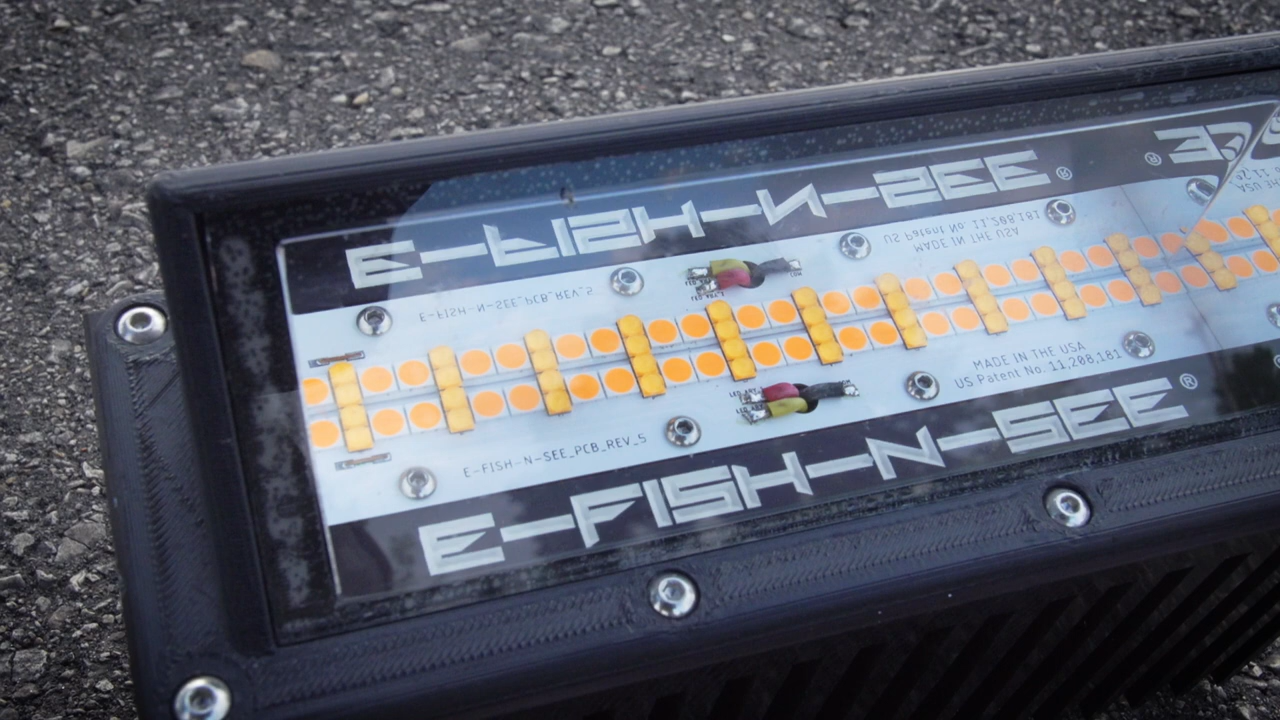 E-FISH-N-SEE®
US Patent No. 11,208,181
MADE IN THE USA
E-FISH-N-SEE_PCB_REV_5
MADE IN THE USA
US Patent No. 11,208,181
E-FISH-N-SEE_PCB_REV_5
E-FISH-N-SEE®